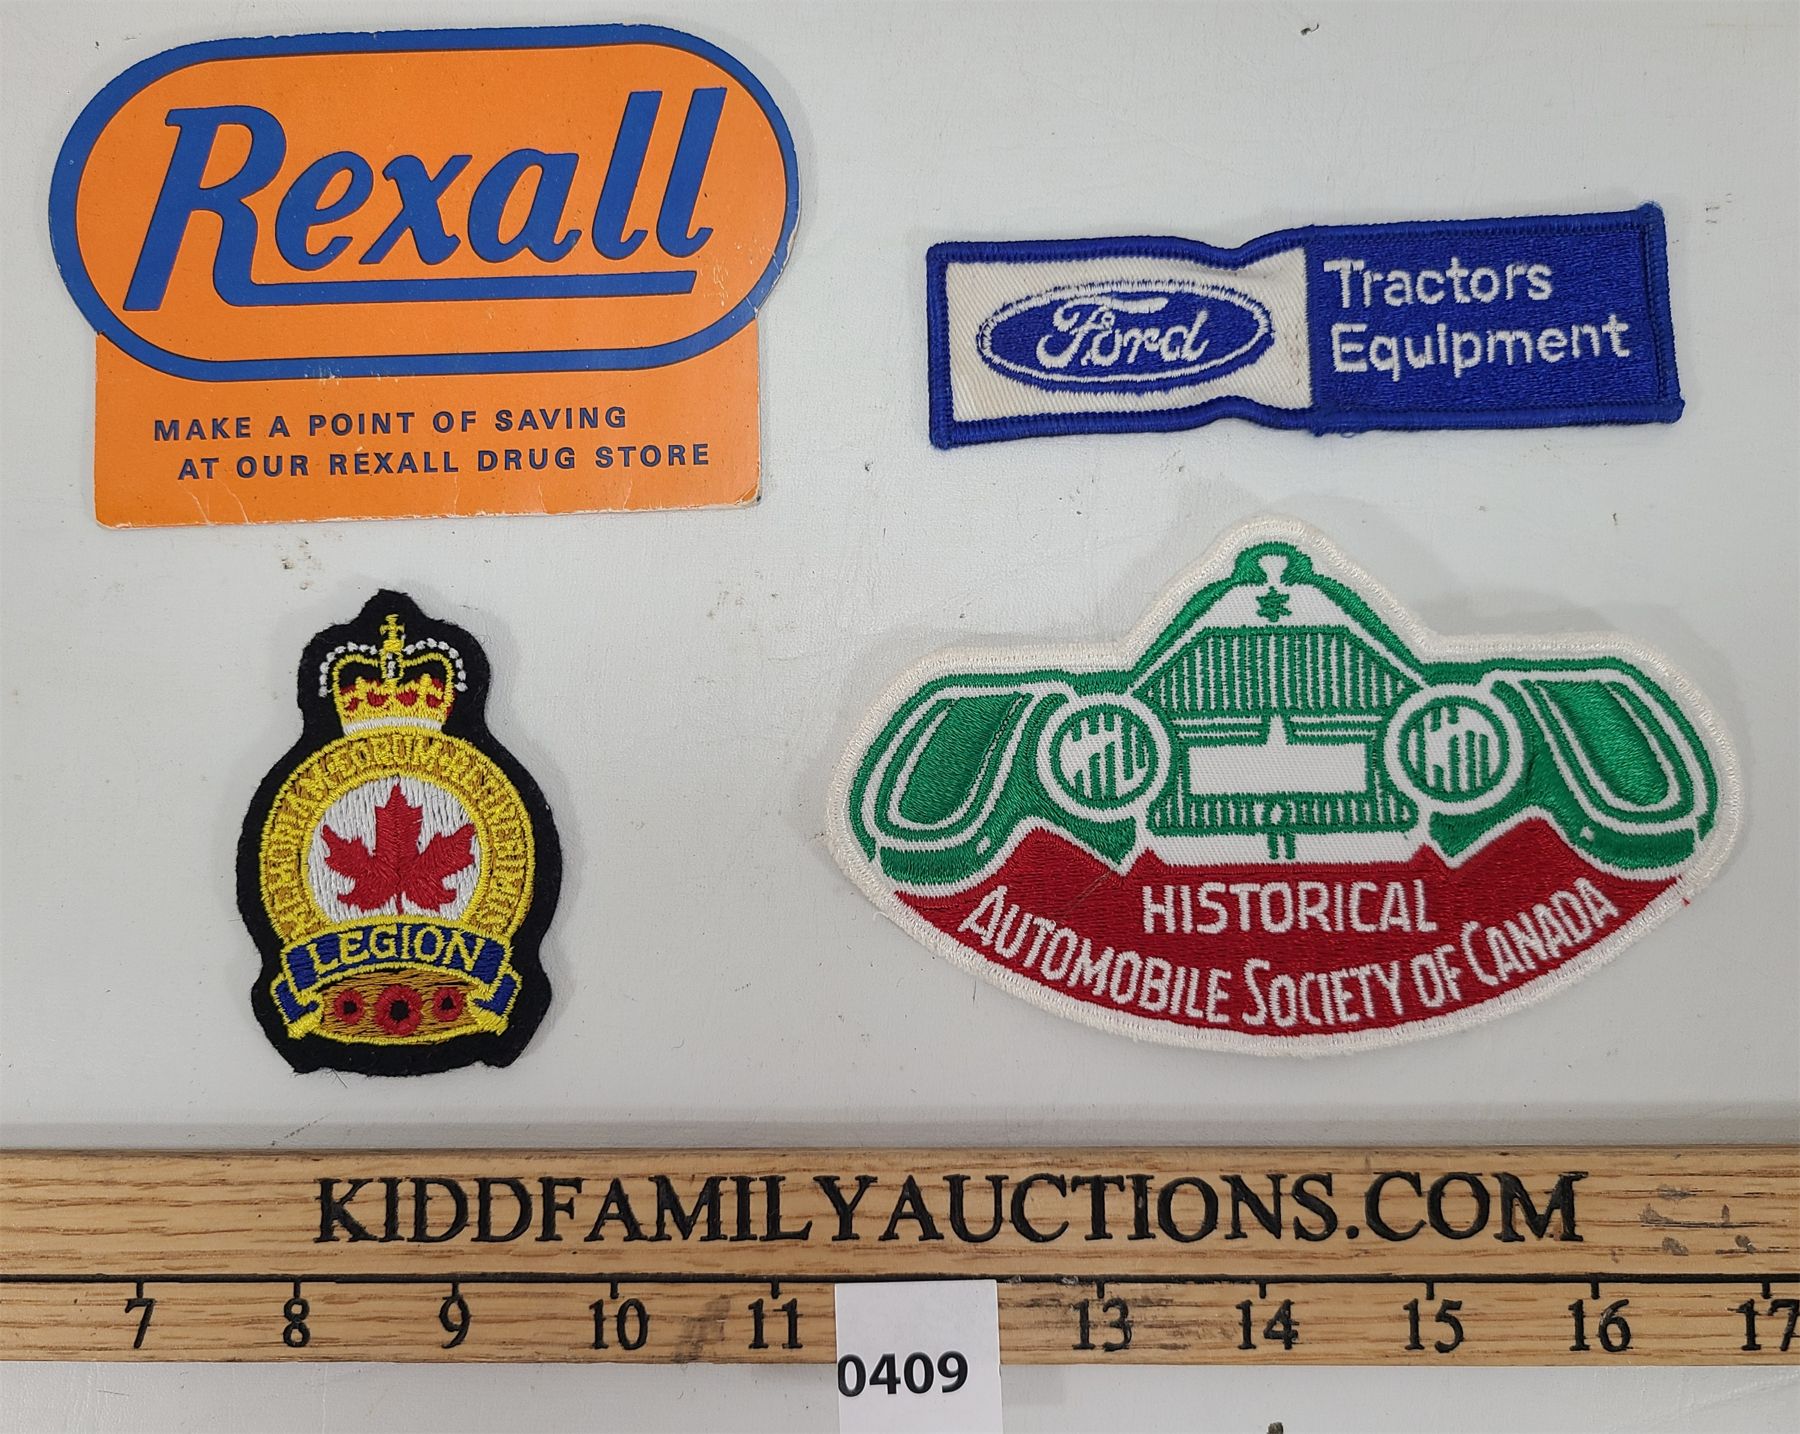 Rexall
MAKE A POINT OF SAVING
AT OUR REXALL DRUG STORE
Ford
Tractors
Equipment
LEGION
HISTORICAL
AUTOMOBILE SOCIETY OF CANADA
KIDDFAMILYAUCTIONS.COM
7 8 9 10 11 13 14 15 16 17
0409